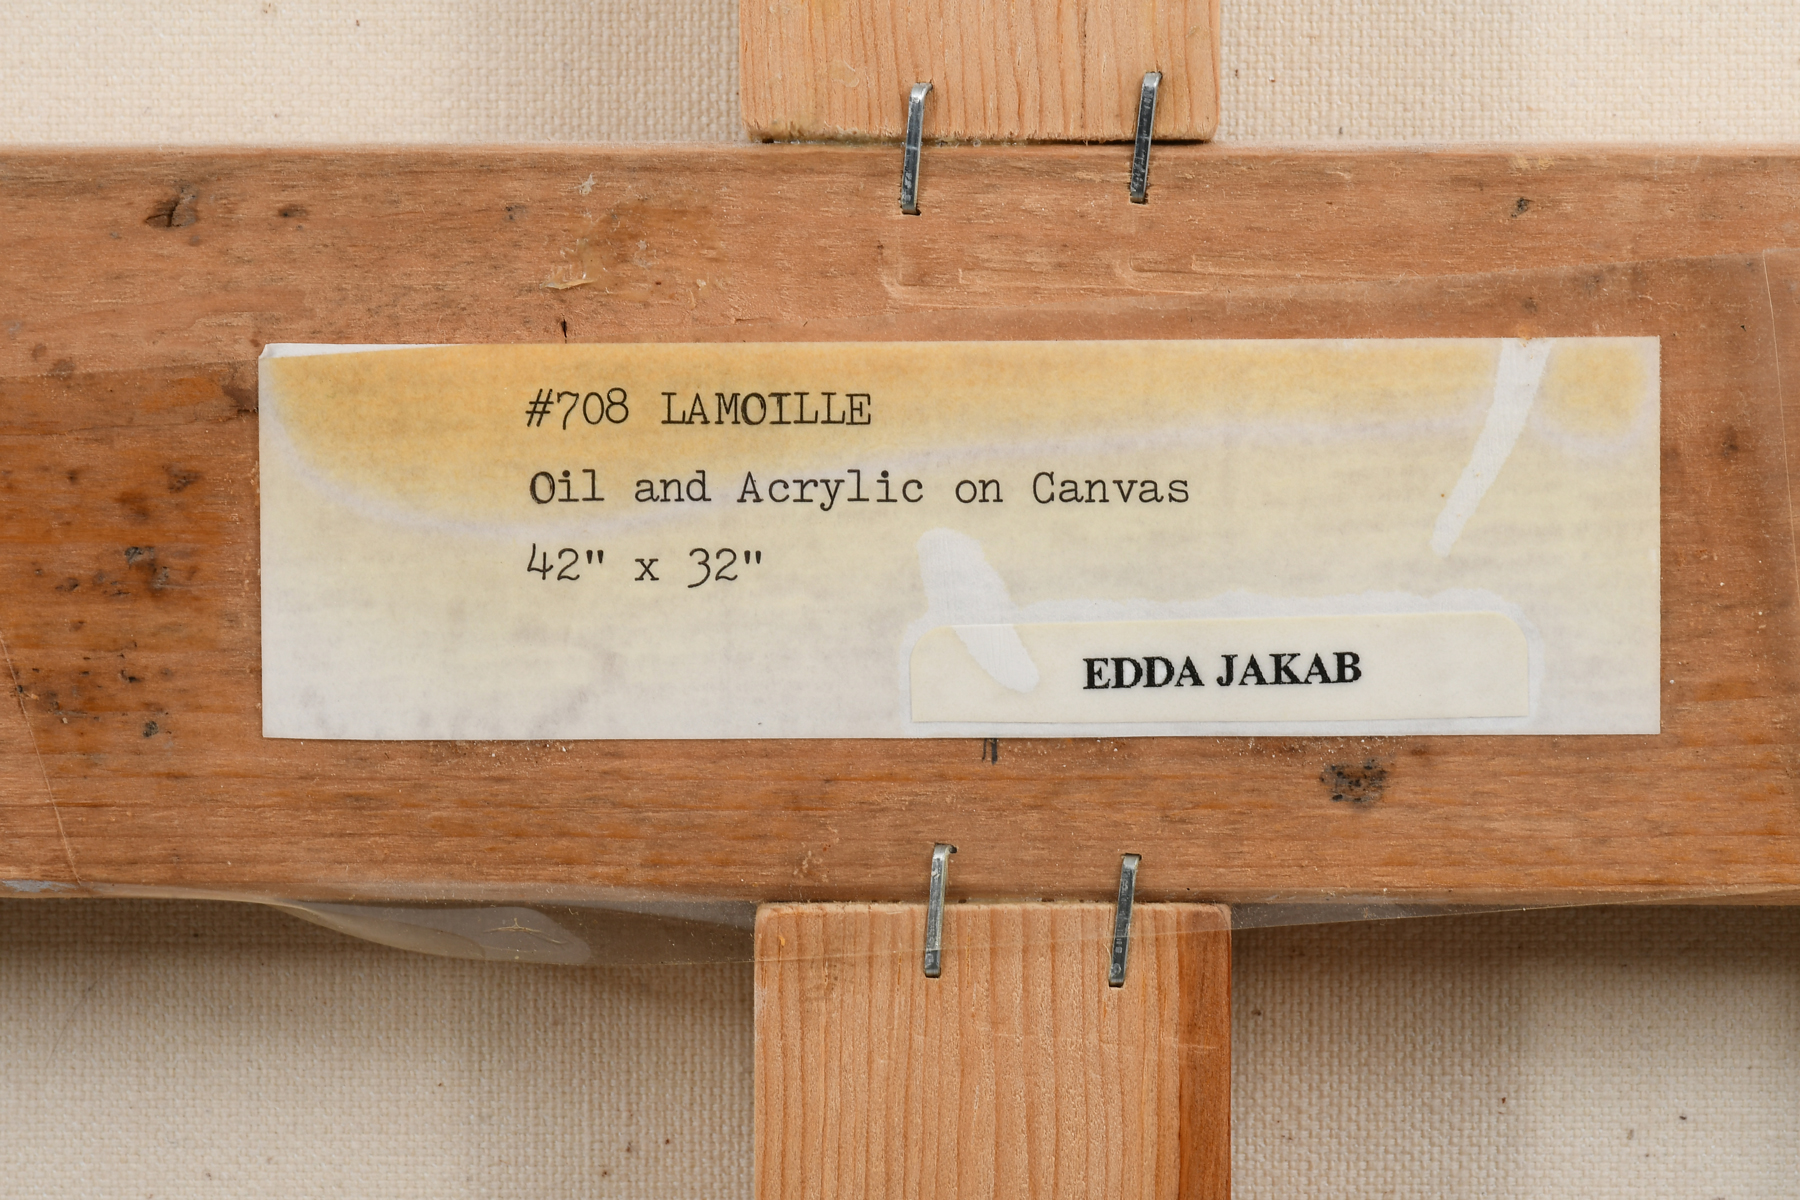 #708 LAMOILLE
Oil and Acrylic on Canvas
42" x 32"
EDDA JAKAB